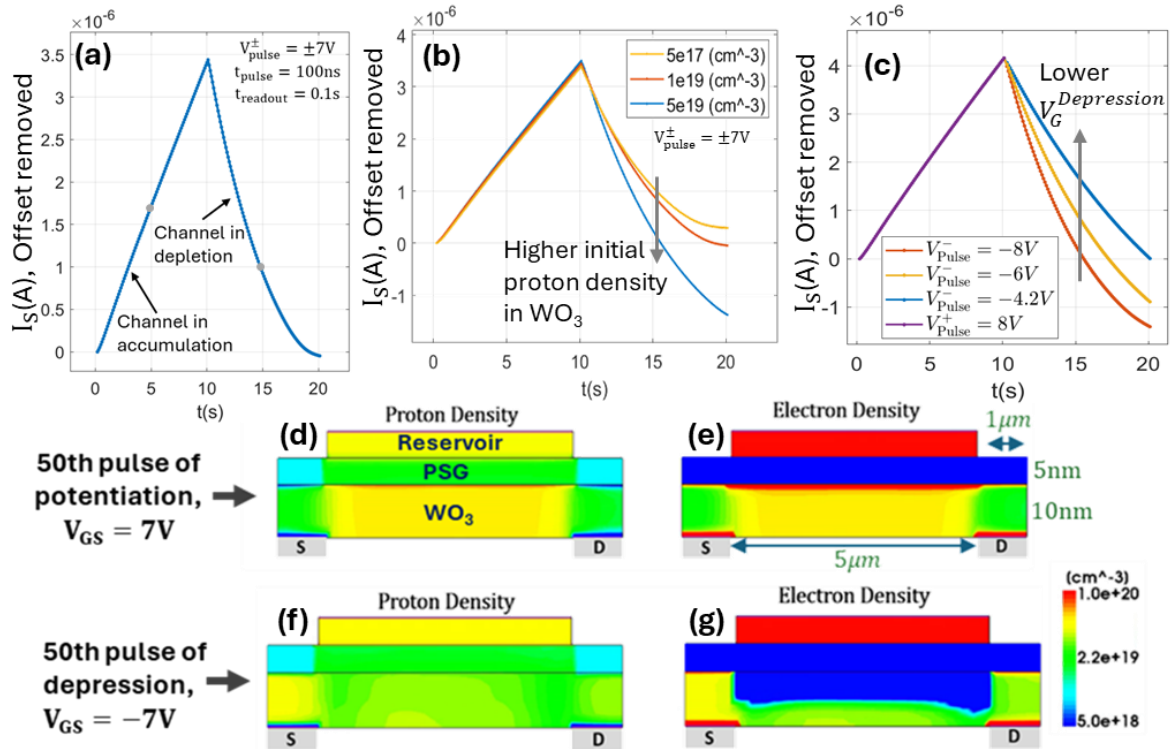 ×10⁻⁶
(a)
V±pulse = ±7V
tpulse = 100ns
treadout = 0.1s
3.5
3
2.5
2
1.5
1
0.5
0
IS(A), Offset removed
Channel in
depletion
Channel in
accumulation
0 5 10 15 20
t(s)
×10⁻⁶
(b)
5e17 (cm^-3)
1e19 (cm^-3)
5e19 (cm^-3)
V±pulse = ±7V
4
3
2
1
0
-1
IS(A), Offset removed
Higher initial
proton density
in WO3
0 5 10 15 20
t(s)
×10⁻⁶
(c)
Lower
VG^Depression
4
3
2
1
0
-1
IS(A), Offset removed
V⁻Pulse = −8V
V⁻Pulse = −6V
V⁻Pulse = −4.2V
V⁺Pulse = 8V
0 5 10 15 20
t(s)
50th pulse of
potentiation,
VGS = 7V
(d)
Proton Density
Reservoir
PSG
WO3
S D
(e)
Electron Density
1μm
5nm
10nm
S D
5μm
50th pulse of
depression,
VGS = −7V
(f)
Proton Density
S D
(g)
Electron Density
S D
(cm^-3)
1.0e+20
2.2e+19
5.0e+18